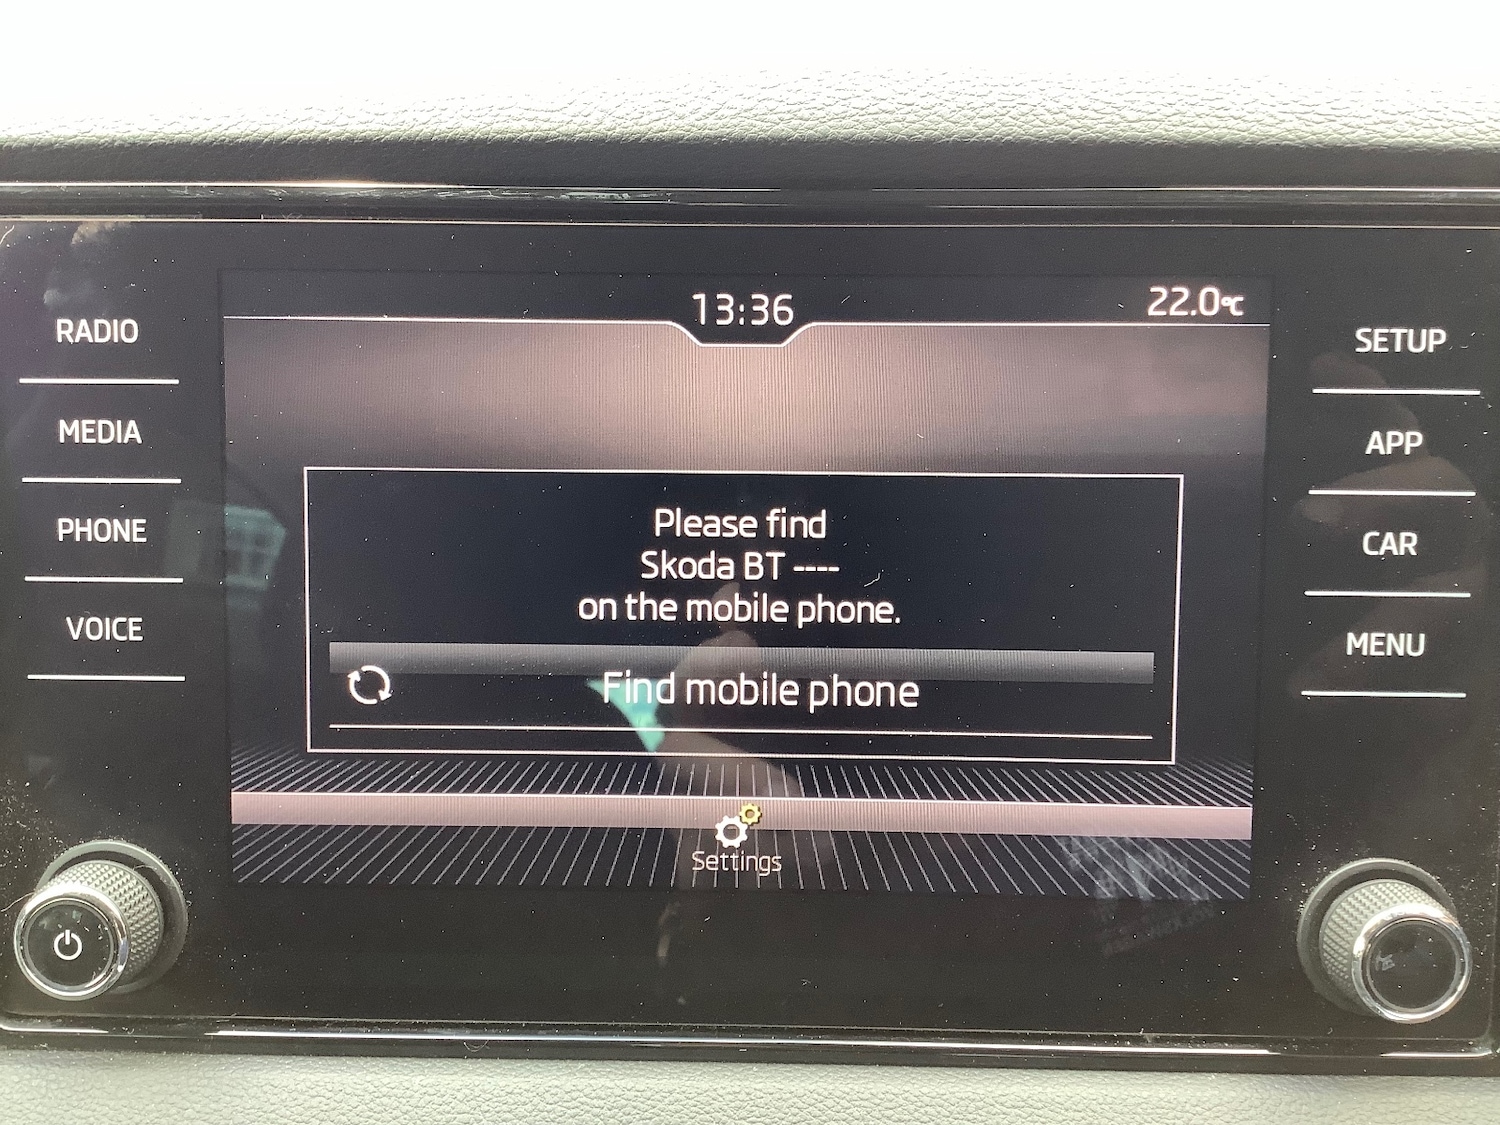 13:36
22.0°C
RADIO
MEDIA
PHONE
VOICE
SETUP
APP
CAR
MENU
Please find
Skoda BT ----
on the mobile phone.
Find mobile phone
Settings